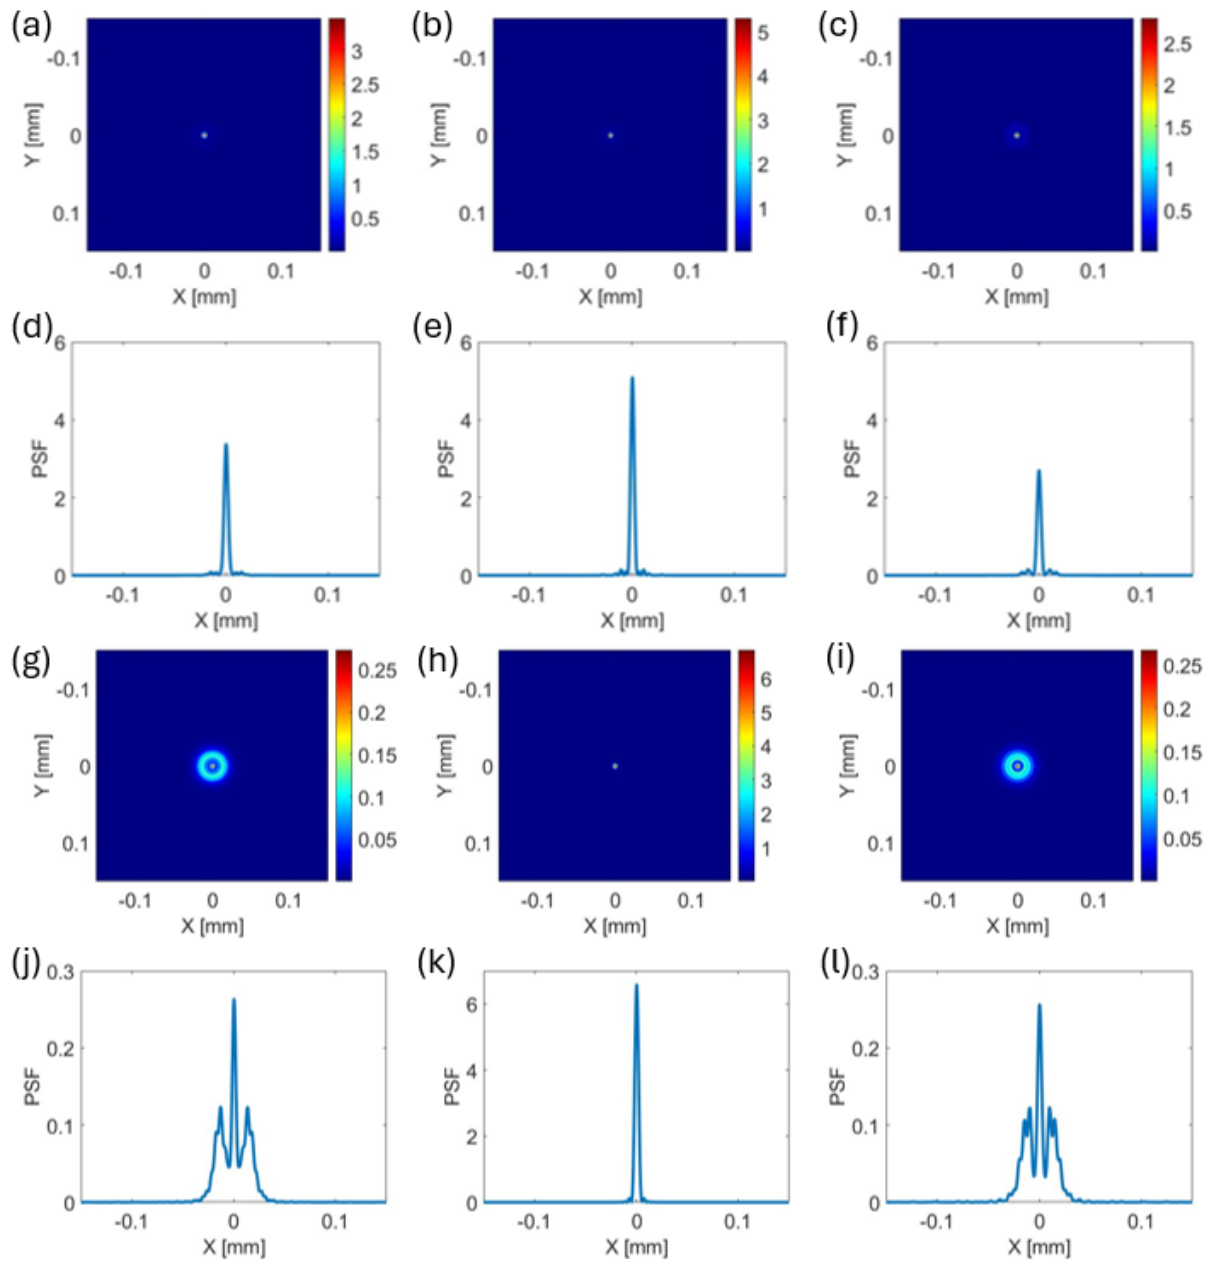 (a)
-0.1
0
0.1
Y [mm]
-0.1 0 0.1
X [mm]
3
2.5
2
1.5
1
0.5
(b)
-0.1
0
0.1
Y [mm]
-0.1 0 0.1
X [mm]
5
4
3
2
1
(c)
-0.1
0
0.1
Y [mm]
-0.1 0 0.1
X [mm]
2.5
2
1.5
1
0.5
(d)
6
4
2
0
PSF
-0.1 0 0.1
X [mm]
(e)
6
4
2
0
PSF
-0.1 0 0.1
X [mm]
(f)
6
4
2
0
PSF
-0.1 0 0.1
X [mm]
(g)
-0.1
0
0.1
Y [mm]
-0.1 0 0.1
X [mm]
0.25
0.2
0.15
0.1
0.05
(h)
-0.1
0
0.1
Y [mm]
-0.1 0 0.1
X [mm]
6
5
4
3
2
1
(i)
-0.1
0
0.1
Y [mm]
-0.1 0 0.1
X [mm]
0.25
0.2
0.15
0.1
0.05
(j)
0.3
0.2
0.1
0
PSF
-0.1 0 0.1
X [mm]
(k)
6
4
2
0
PSF
-0.1 0 0.1
X [mm]
(l)
0.3
0.2
0.1
0
PSF
-0.1 0 0.1
X [mm]